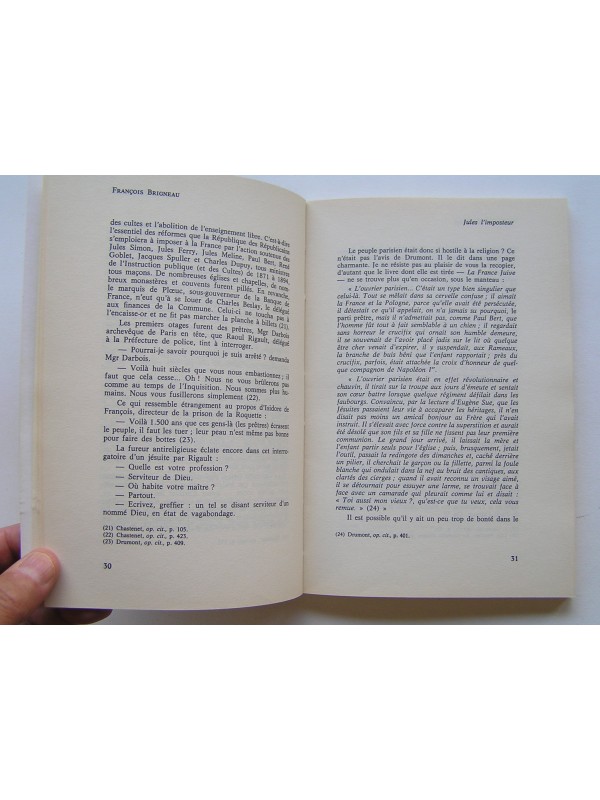 FRANÇOIS BRIGNEAU
des cultes et l'abolition de l'enseignement libre. C'est-à-dire
l'essentiel des réformes que la République des Républicains
s'emploiera à imposer à la France par l'action soutenue des
Jules Simon, Jules Ferry, Jules Meline, Paul Bert, René
Goblet, Jacques Spuller et Charles Dupuy, tous ministres
de l'Instruction publique (et des Cultes) de 1871 à 1894,
tous maçons. De nombreuses églises sont saccagées, de nom-
breux monastères et couvents furent pillés. En revanche,
le marquis de Plœuc, sous-gouverneur de la Banque de
France, n'eut qu'à se louer de Charles Beslay, le délégué
aux finances de la Commune. Celui-ci ne toucha pas à
l'encaisse-or et ne fit pas marcher la planche à billets (21).
Les premiers otages furent des prêtres, Mgr Darbois
archevêque de Paris en tête, que Raoul Rigault, délégué
à la Préfecture de police, tint à interroger.
— Pourrai-je savoir pourquoi je suis arrêté ? demanda
Mgr Darbois.
— Voilà huit siècles que vous nous embastionnez ; il
faut que cela cesse... Oh ! Nous ne vous brûlerons pas
comme au temps de l'Inquisition. Nous sommes plus hu-
mains. Nous vous fusillerons simplement (22).
Ce qui ressemble étrangement au propos d'Isidore de
François, directeur de la prison de la Roquette :
— Voilà 1.500 ans que ces gens-là (les prêtres) écrasent
le peuple, il faut les tuer ; leur peau n'est même pas bonne
pour faire des bottes (23).
La fureur antireligieuse éclate encore dans cet interro-
gatoire d'un jésuite par Rigault :
— Quelle est votre profession ?
— Serviteur de Dieu.
— Où habite votre maître ?
— Partout.
— Ecrivez, greffier : un tel se disant serviteur d'un
nommé Dieu, en état de vagabondage.
(21) Chastenet, op. cit., p. 105.
(22) Chastenet, op. cit., p. 423.
(23) Drumont, op. cit., p. 409.
30
Jules l'imposteur
Le peuple parisien était donc si hostile à la religion ? Ce
n'était pas l'avis de Drumont. Il le dit dans une page
charmante. Je ne résiste pas au plaisir de vous la recopier,
d'autant que le livre dont elle est tirée — La France Juive
— ne se trouve plus qu'en occasion, sous le manteau :
« L'ouvrier parisien... C'était un type bien singulier que
celui-là. Tout se mêlait dans sa cervelle confuse ; il aimait
la France et la Pologne, parce qu'elle avait été persécutée,
il détestait ce qu'il appelait, on n'a jamais su pourquoi, le
parti prêtre, mais il n'admettait pas, comme Paul Bert, que
l'homme fût tout à fait semblable à un chien ; il regardait
sans horreur le crucifix qui ornait son humble demeure,
il se souvenait de l'avoir placé jadis sur le lit où quelque
être cher venait d'expirer, il y suspendait, aux Rameaux,
la branche de buis béni que l'enfant rapportait ; près du
crucifix, parfois, était attachée la croix d'honneur de quel-
que compagnon de Napoléon Ier.
« L'ouvrier parisien était en effet révolutionnaire et
chauvin, il tirait sur la troupe aux jours d'émeute et sentait
son cœur battre lorsque quelque régiment défilait dans les
faubourgs. Convaincu, par la lecture d'Eugène Sue, que les
Jésuites passaient leur vie à accaparer les héritages, il n'en
disait pas moins un amical bonjour au Frère qui l'avait
instruit. Il s'élevait avec force contre la superstition et aurait
été désolé que son fils et sa fille ne fissent pas leur première
communion. Le grand jour arrivé, il laissait la mère et
l'enfant partir seuls pour l'église ; puis, brusquement, jetait
l'outil, passait la redingote des dimanches et, caché derrière
un pilier, il cherchait le garçon ou la fillette, parmi la foule
blanche qui ondulait dans la nef au bruit des cantiques, aux
clartés des cierges ; quand il avait reconnu un visage aimé,
il se détournait pour essuyer une larme, se trouvait face à
face avec un camarade qui pleurait comme lui et disait :
« Toi aussi mon vieux ?, qu'est-ce que tu veux, cela vous
remue. » (24) »
Il est possible qu'il y ait un peu trop de bonté dans le
(24) Drumont, op. cit., p. 401.
31